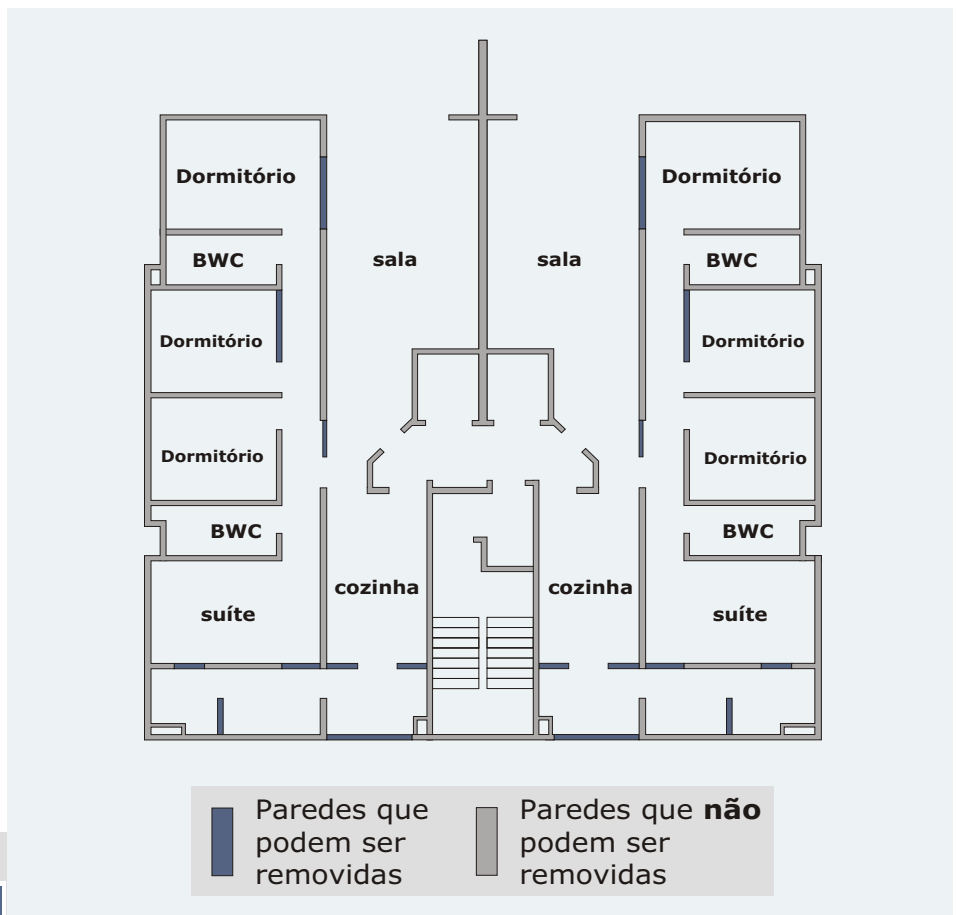 Dormitório
Dormitório
BWC
sala
sala
BWC
Dormitório
Dormitório
Dormitório
Dormitório
BWC
BWC
cozinha
cozinha
suíte
suíte
Paredes que
podem ser
removidas
Paredes que não
podem ser
removidas